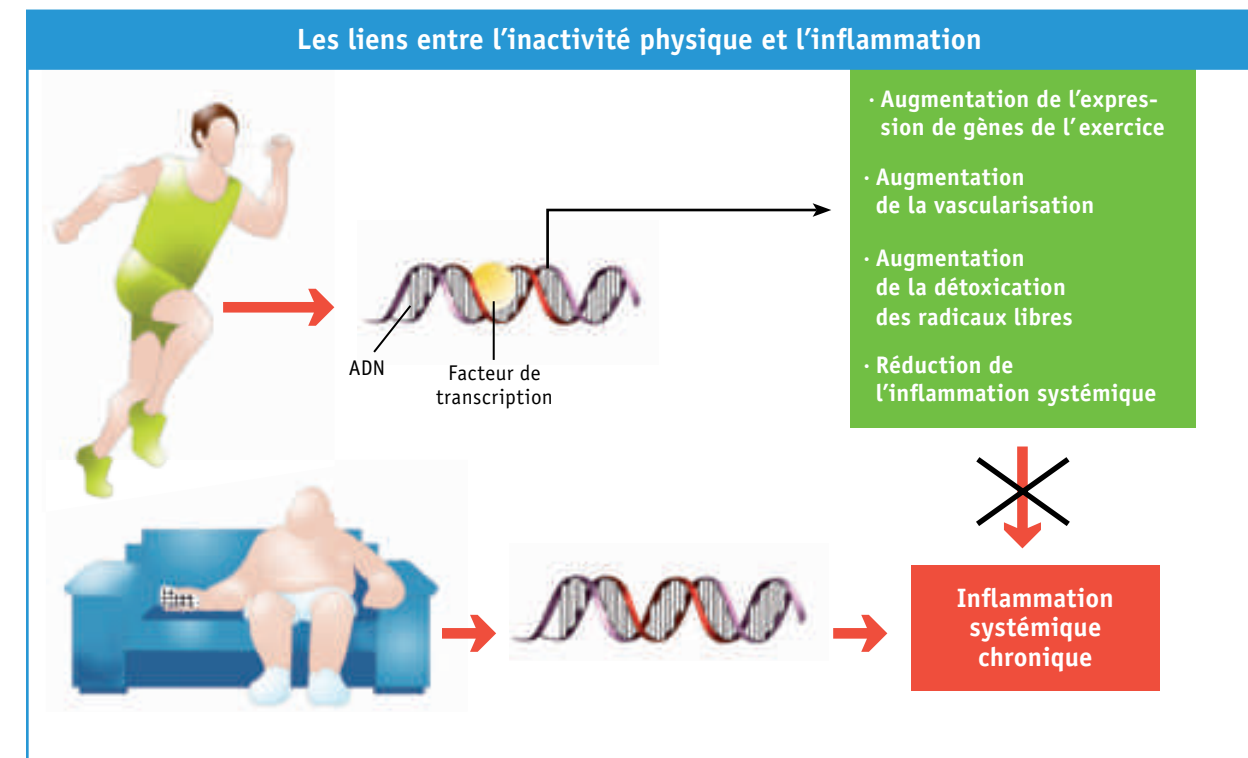 Les liens entre l’inactivité physique et l’inflammation
· Augmentation de l’expres-
sion de gènes de l’exercice
· Augmentation
de la vascularisation
· Augmentation
de la détoxication
des radicaux libres
· Réduction de
l’inflammation systémique
ADN
Facteur de
transcription
Inflammation
systémique
chronique